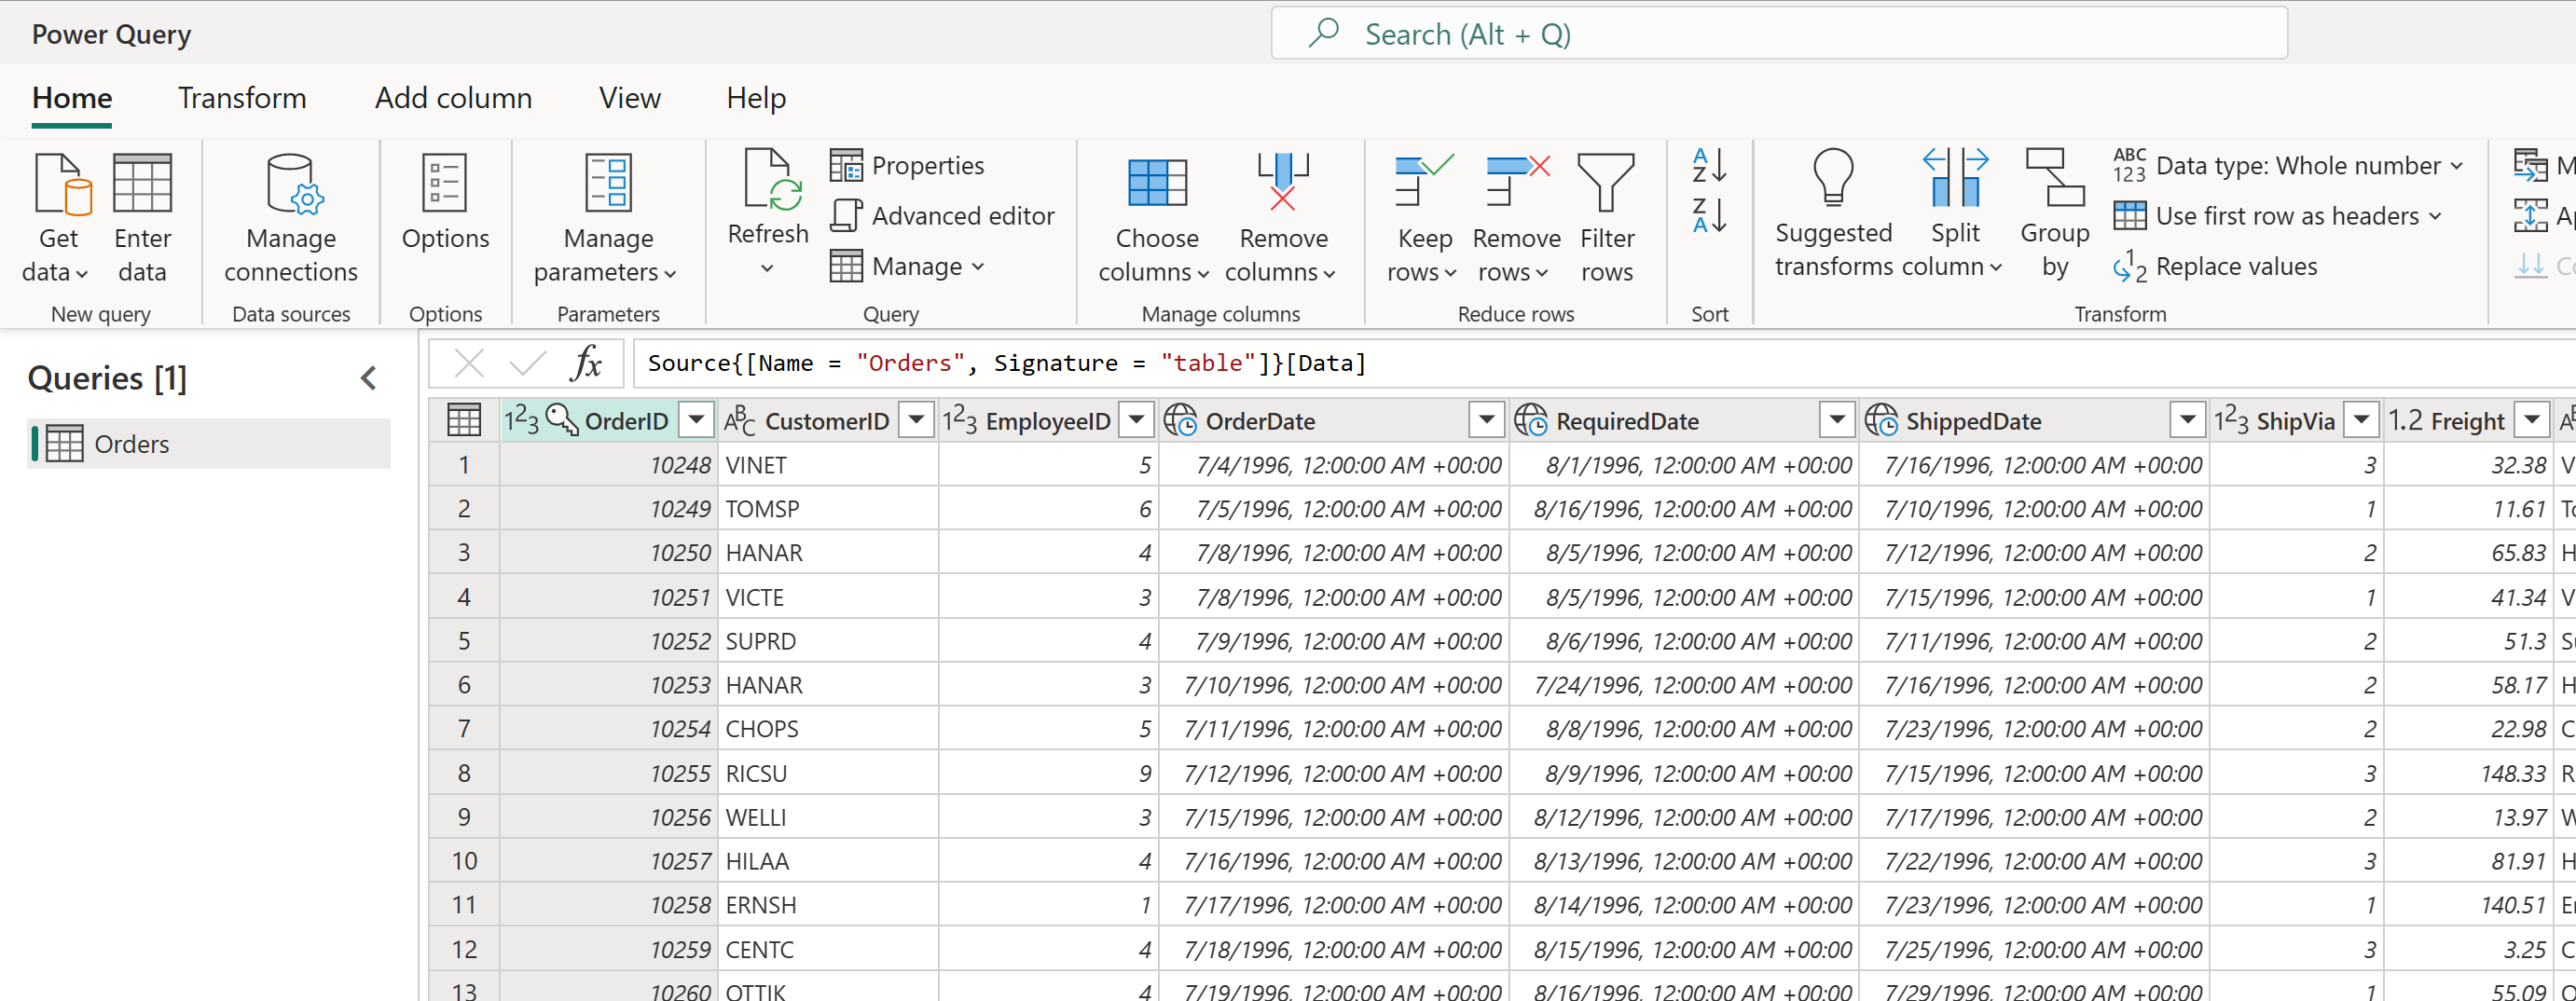 Power Query
Search (Alt + Q)
Home Transform Add column View Help
Get data
Enter data
New query
Manage connections
Data sources
Options
Options
Manage parameters
Parameters
Refresh
Properties
Advanced editor
Manage
Query
Choose columns
Remove columns
Manage columns
Keep rows
Remove rows
Filter rows
Reduce rows
A Z
Z A
Sort
Suggested transforms
Split column
Group by
ABC 123 Data type: Whole number
Use first row as headers
1 2 Replace values
Transform
Queries [1]
Orders
fx Source{[Name = "Orders", Signature = "table"]}[Data]
123 OrderID ABC CustomerID 123 EmployeeID OrderDate RequiredDate ShippedDate 123 ShipVia 1.2 Freight
1 10248 VINET 5 7/4/1996, 12:00:00 AM +00:00 8/1/1996, 12:00:00 AM +00:00 7/16/1996, 12:00:00 AM +00:00 3 32.38 V
2 10249 TOMSP 6 7/5/1996, 12:00:00 AM +00:00 8/16/1996, 12:00:00 AM +00:00 7/10/1996, 12:00:00 AM +00:00 1 11.61 To
3 10250 HANAR 4 7/8/1996, 12:00:00 AM +00:00 8/5/1996, 12:00:00 AM +00:00 7/12/1996, 12:00:00 AM +00:00 2 65.83 H
4 10251 VICTE 3 7/8/1996, 12:00:00 AM +00:00 8/5/1996, 12:00:00 AM +00:00 7/15/1996, 12:00:00 AM +00:00 1 41.34 V
5 10252 SUPRD 4 7/9/1996, 12:00:00 AM +00:00 8/6/1996, 12:00:00 AM +00:00 7/11/1996, 12:00:00 AM +00:00 2 51.3
6 10253 HANAR 3 7/10/1996, 12:00:00 AM +00:00 7/24/1996, 12:00:00 AM +00:00 7/16/1996, 12:00:00 AM +00:00 2 58.17 H
7 10254 CHOPS 5 7/11/1996, 12:00:00 AM +00:00 8/8/1996, 12:00:00 AM +00:00 7/23/1996, 12:00:00 AM +00:00 2 22.98 C
8 10255 RICSU 9 7/12/1996, 12:00:00 AM +00:00 8/9/1996, 12:00:00 AM +00:00 7/15/1996, 12:00:00 AM +00:00 3 148.33 R
9 10256 WELLI 3 7/15/1996, 12:00:00 AM +00:00 8/12/1996, 12:00:00 AM +00:00 7/17/1996, 12:00:00 AM +00:00 2 13.97 W
10 10257 HILAA 4 7/16/1996, 12:00:00 AM +00:00 8/13/1996, 12:00:00 AM +00:00 7/22/1996, 12:00:00 AM +00:00 3 81.91 H
11 10258 ERNSH 1 7/17/1996, 12:00:00 AM +00:00 8/14/1996, 12:00:00 AM +00:00 7/23/1996, 12:00:00 AM +00:00 1 140.51
12 10259 CENTC 4 7/18/1996, 12:00:00 AM +00:00 8/15/1996, 12:00:00 AM +00:00 7/25/1996, 12:00:00 AM +00:00 3 3.25 C
13 10260 OTTIK 4 7/19/1996, 12:00:00 AM +00:00 8/16/1996, 12:00:00 AM +00:00 7/29/1996, 12:00:00 AM +00:00 1 55.09